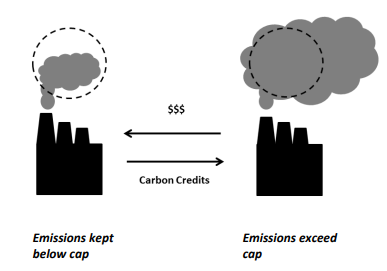 $$$
Carbon Credits
Emissions kept
below cap
Emissions exceed
cap